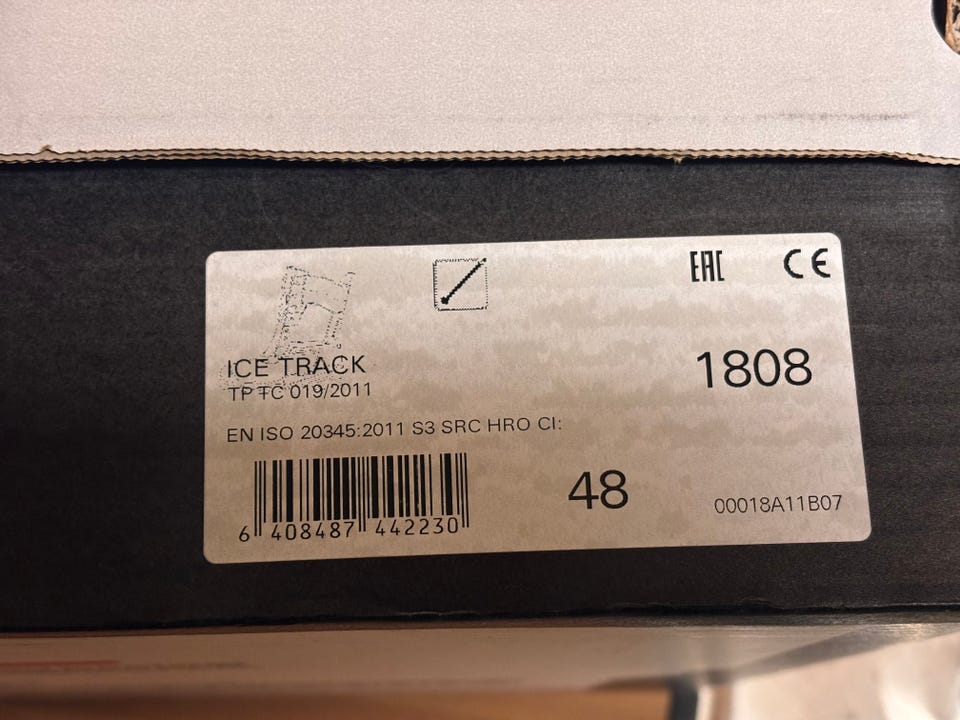 EAC CE
ICE TRACK
1808
TP TC 019/2011
EN ISO 20345:2011 S3 SRC HRO CI:
48
00018A11B07
6 408487 442230